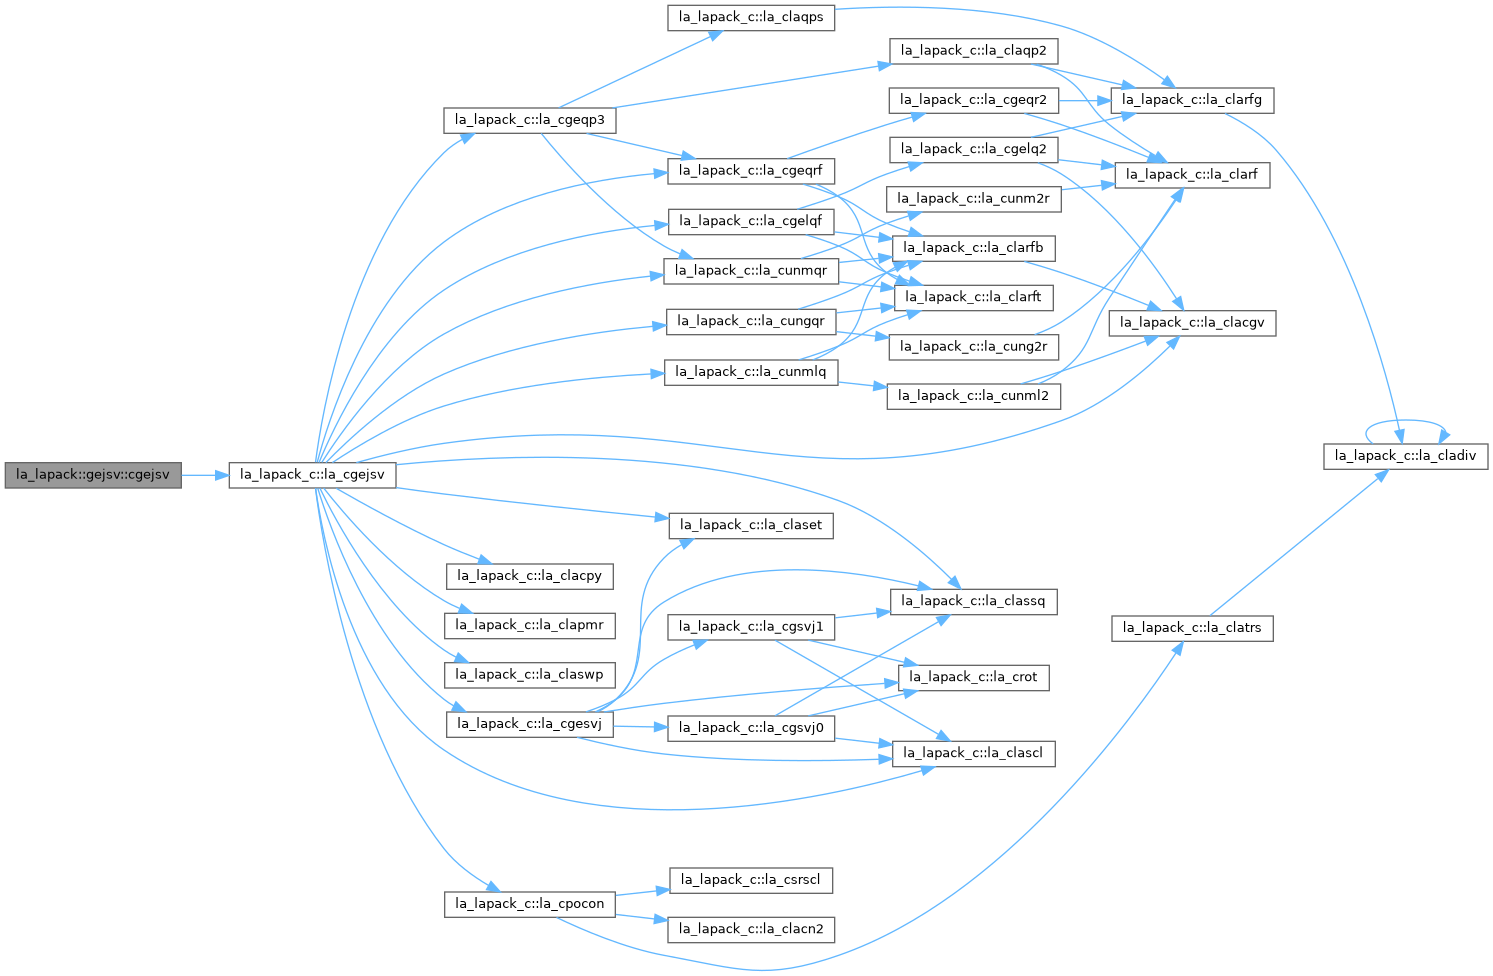 la_lapack_c::la_claqps
la_lapack_c::la_claqp2
la_lapack_c::la_cgeqr2
la_lapack_c::la_clarfg
la_lapack_c::la_cgeqp3
la_lapack_c::la_cgelq2
la_lapack_c::la_cgeqrf
la_lapack_c::la_clarf
la_lapack_c::la_cunm2r
la_lapack_c::la_cgelqf
la_lapack_c::la_clarfb
la_lapack_c::la_cunmqr
la_lapack_c::la_clarft
la_lapack_c::la_cungqr
la_lapack_c::la_clacgv
la_lapack_c::la_cung2r
la_lapack_c::la_cunmlq
la_lapack_c::la_cunml2
la_lapack_c::la_cladiv
la_lapack::gejsv::cgejsv
la_lapack_c::la_cgejsv
la_lapack_c::la_claset
la_lapack_c::la_clacpy
la_lapack_c::la_classq
la_lapack_c::la_clapmr
la_lapack_c::la_cgsvj1
la_lapack_c::la_clatrs
la_lapack_c::la_claswp
la_lapack_c::la_crot
la_lapack_c::la_cgesvj
la_lapack_c::la_cgsvj0
la_lapack_c::la_clascl
la_lapack_c::la_csrscl
la_lapack_c::la_cpocon
la_lapack_c::la_clacn2